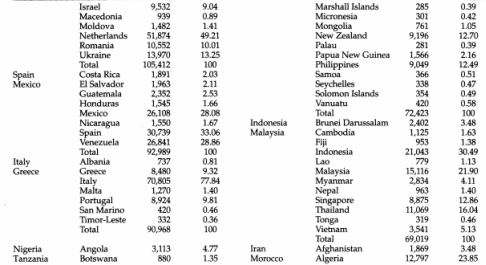 Israel 9,532 9.04 Marshall Islands 285 0.39
Macedonia 939 0.89 Micronesia 301 0.42
Moldova 1,482 1.41 Mongolia 761 1.05
Netherlands 51,874 49.21 New Zealand 9,196 12.70
Romania 10,552 10.01 Palau 281 0.39
Ukraine 13,970 13.25 Papua New Guinea 1,566 2.16
Total 105,412 100 Philippines 9,049 12.49
Spain Costa Rica 1,891 2.03 Samoa 366 0.51
Mexico El Salvador 1,963 2.11 Seychelles 338 0.47
Guatemala 2,352 2.53 Solomon Islands 354 0.49
Honduras 1,545 1.66 Vanuatu 420 0.58
Mexico 26,108 28.08 Total 72,423 100
Nicaragua 1,550 1.67 Indonesia Brunei Darussalam 2,402 3.48
Spain 30,739 33.06 Malaysia Cambodia 1,125 1.63
Venezuela 26,841 28.86 Fiji 953 1.38
Total 92,989 100 Indonesia 21,043 30.49
Italy Albania 737 0.81 Lao 779 1.13
Greece Greece 8,480 9.32 Malaysia 15,116 21.90
Italy 70,805 77.84 Myanmar 2,834 4.11
Malta 1,270 1.40 Nepal 963 1.40
Portugal 8,924 9.81 Singapore 8,875 12.86
San Marino 420 0.46 Thailand 11,069 16.04
Timor-Leste 332 0.36 Tonga 319 0.46
Total 90,968 100 Vietnam 3,541 5.13
Total 69,019 100
Nigeria Angola 3,113 4.77 Iran Afghanistan 1,869 3.48
Tanzania Botswana 880 1.35 Morocco Algeria 12,797 23.85